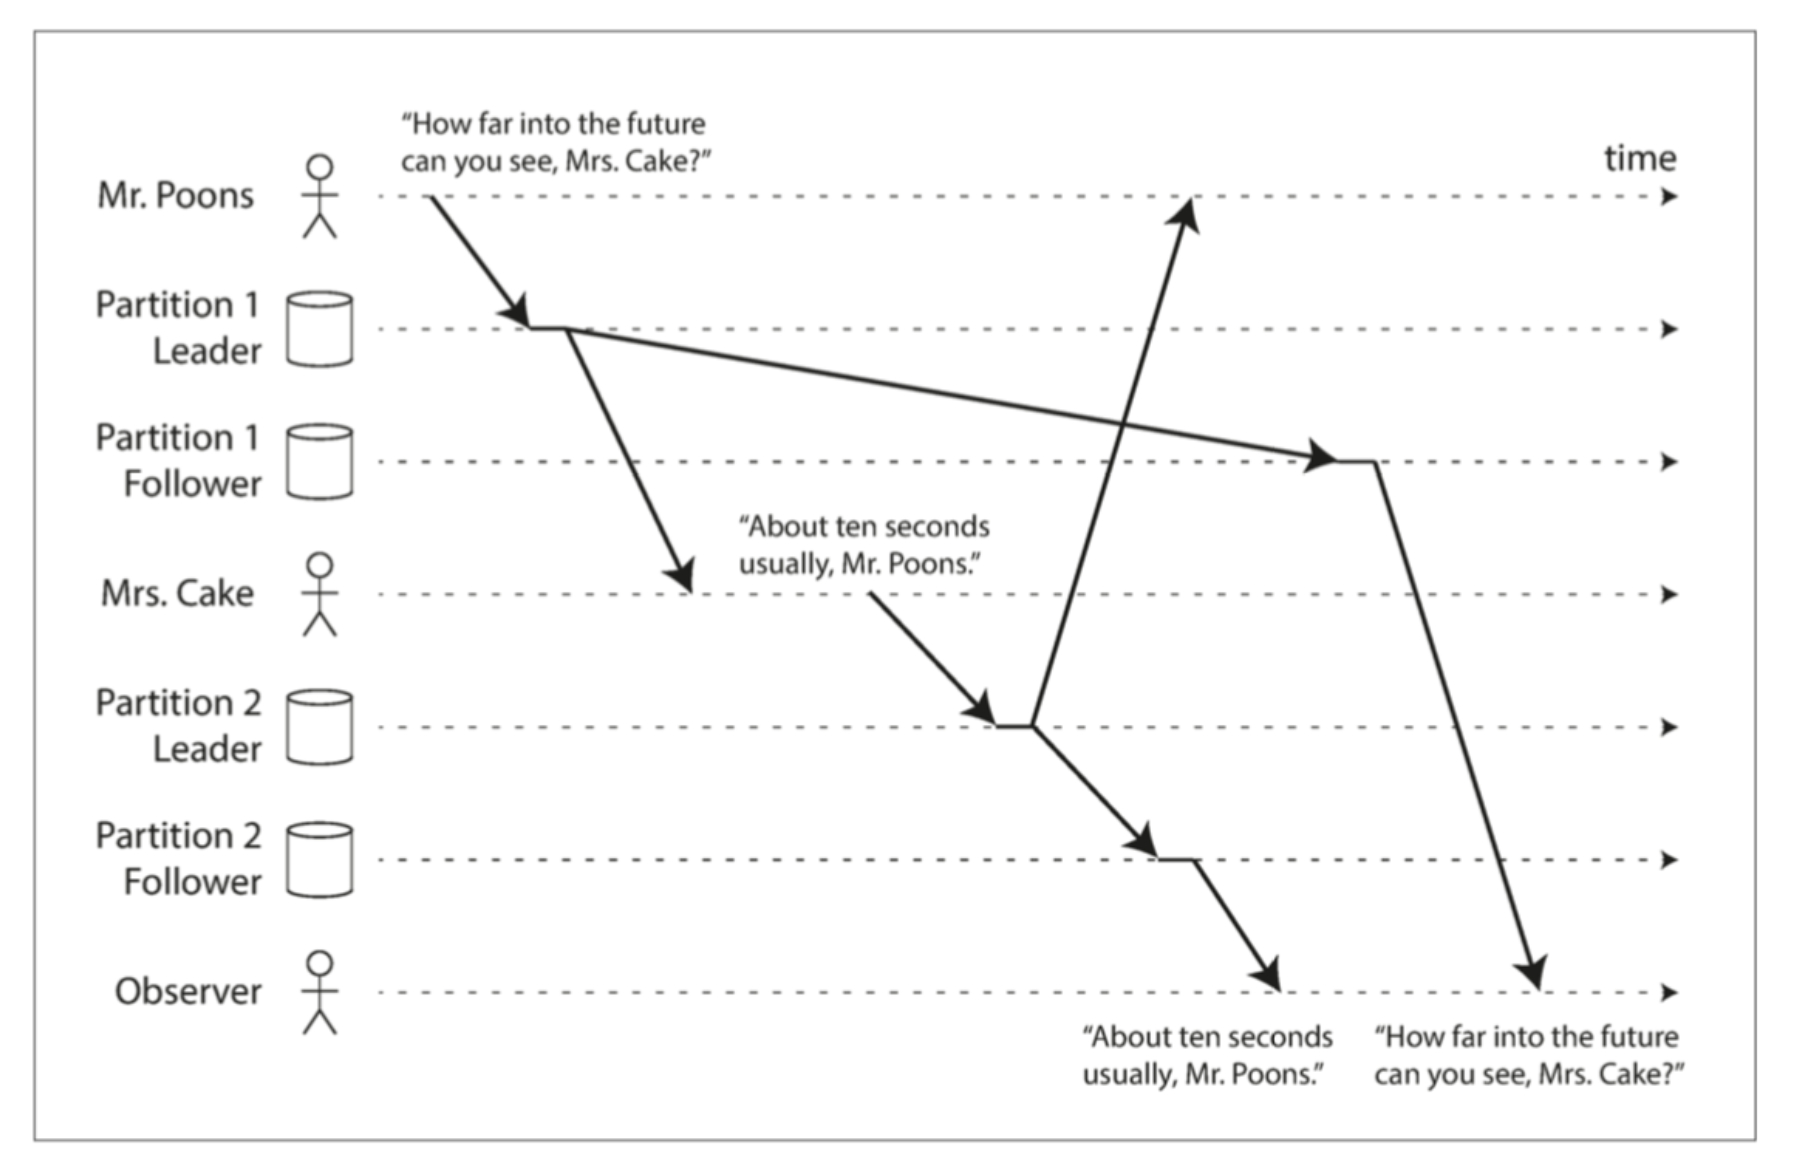 “How far into the future
can you see, Mrs. Cake?”
time
Mr. Poons
Partition 1
Leader
Partition 1
Follower
“About ten seconds
usually, Mr. Poons.”
Mrs. Cake
Partition 2
Leader
Partition 2
Follower
Observer
“About ten seconds
usually, Mr. Poons.”
“How far into the future
can you see, Mrs. Cake?”